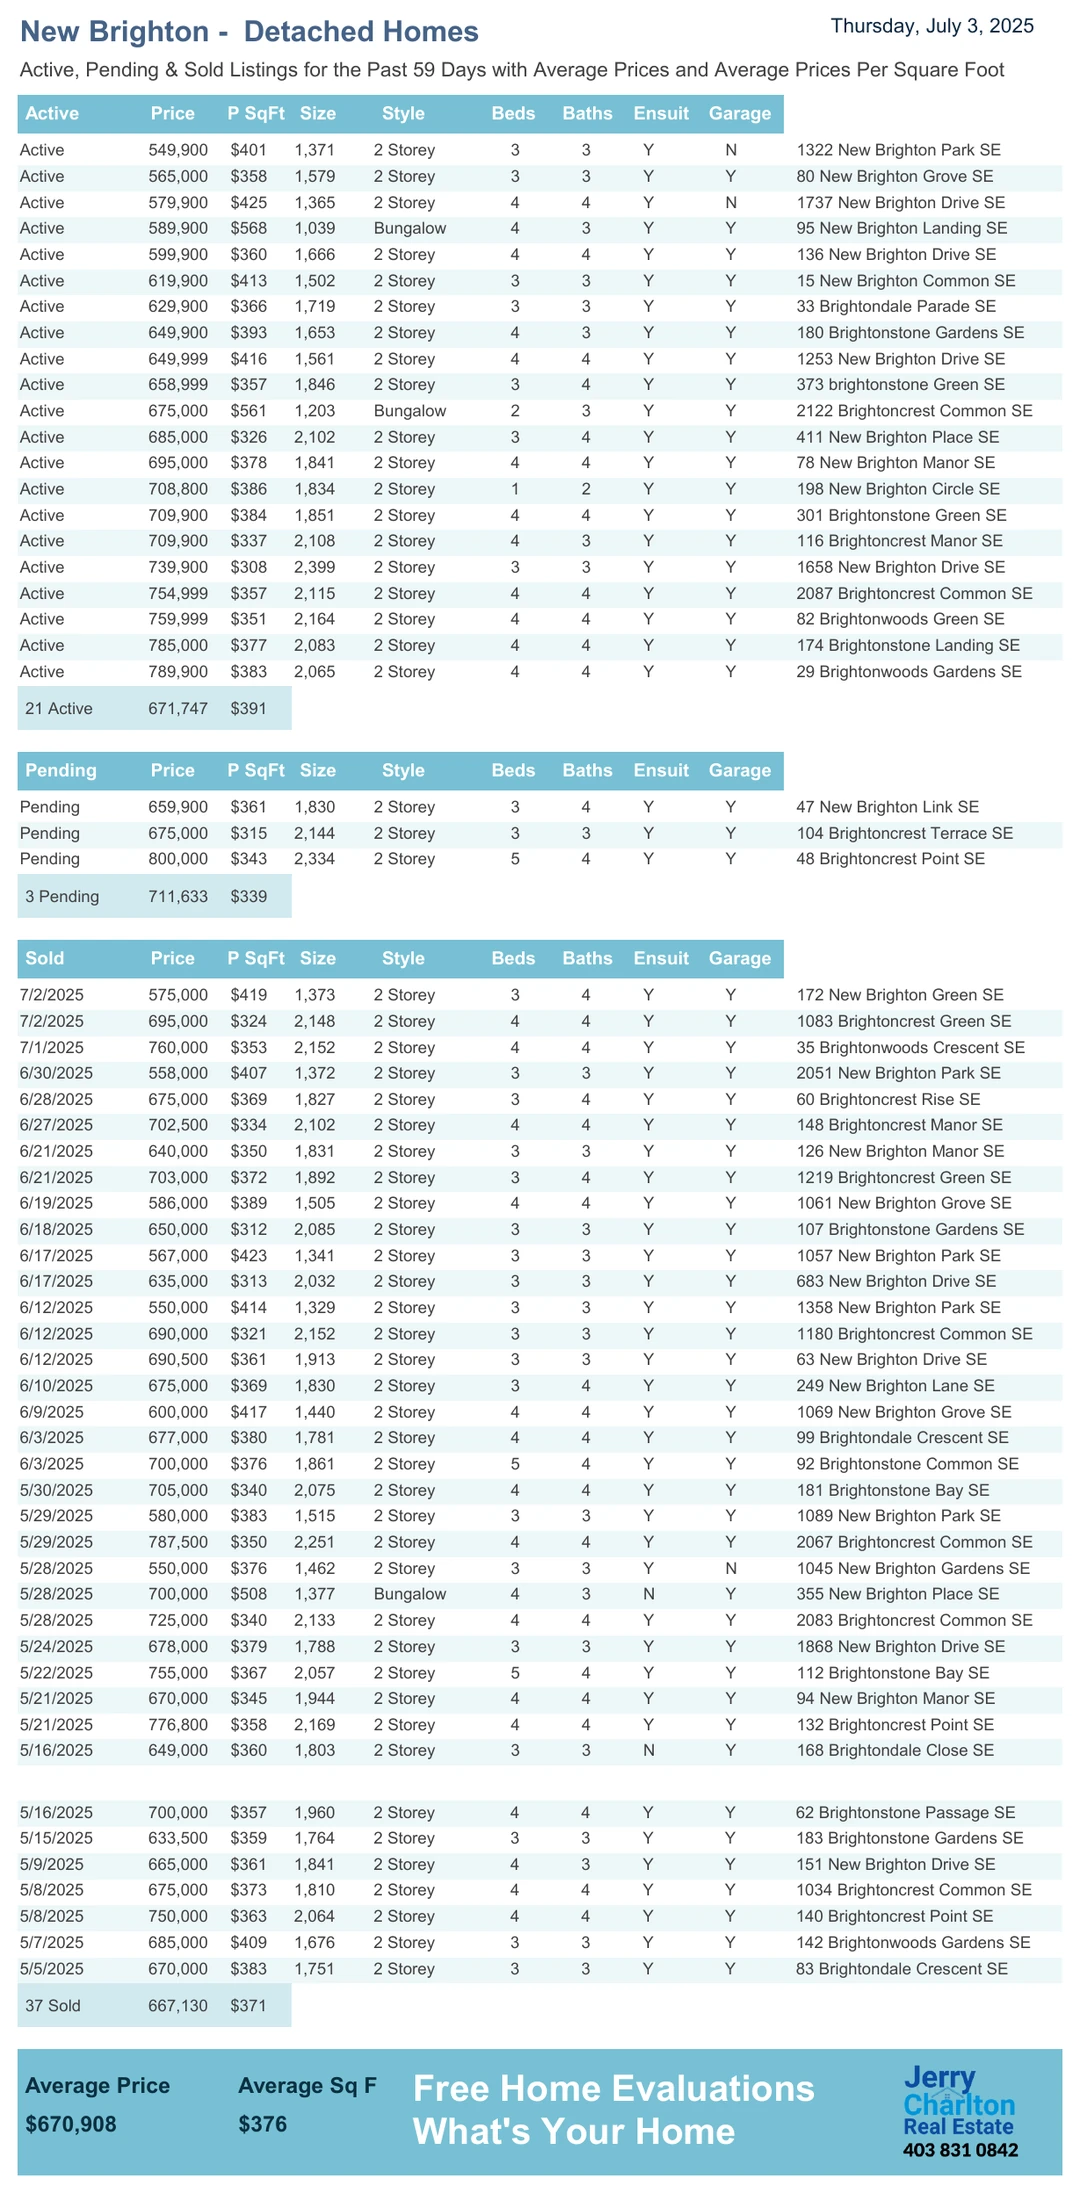 New Brighton -  Detached Homes
Thursday, July 3, 2025
Active, Pending & Sold Listings for the Past 59 Days with Average Prices and Average Prices Per Square Foot
Active Price P SqFt Size Style Beds Baths Ensuit Garage
Active 549,900 $401 1,371 2 Storey 3 3 Y N 1322 New Brighton Park SE
Active 565,000 $358 1,579 2 Storey 3 3 Y Y 80 New Brighton Grove SE
Active 579,900 $425 1,365 2 Storey 4 4 Y N 1737 New Brighton Drive SE
Active 589,900 $568 1,039 Bungalow 4 3 Y Y 95 New Brighton Landing SE
Active 599,900 $360 1,666 2 Storey 4 4 Y Y 136 New Brighton Drive SE
Active 619,900 $413 1,502 2 Storey 3 3 Y Y 15 New Brighton Common SE
Active 629,900 $366 1,719 2 Storey 3 3 Y Y 33 Brightondale Parade SE
Active 649,900 $393 1,653 2 Storey 4 3 Y Y 180 Brightonstone Gardens SE
Active 649,999 $416 1,561 2 Storey 4 4 Y Y 1253 New Brighton Drive SE
Active 658,999 $357 1,846 2 Storey 3 4 Y Y 373 brightonstone Green SE
Active 675,000 $561 1,203 Bungalow 2 3 Y Y 2122 Brightoncrest Common SE
Active 685,000 $326 2,102 2 Storey 3 4 Y Y 411 New Brighton Place SE
Active 695,000 $378 1,841 2 Storey 4 4 Y Y 78 New Brighton Manor SE
Active 708,800 $386 1,834 2 Storey 1 2 Y Y 198 New Brighton Circle SE
Active 709,900 $384 1,851 2 Storey 4 4 Y Y 301 Brightonstone Green SE
Active 709,900 $337 2,108 2 Storey 4 3 Y Y 116 Brightoncrest Manor SE
Active 739,900 $308 2,399 2 Storey 3 3 Y Y 1658 New Brighton Drive SE
Active 754,999 $357 2,115 2 Storey 4 4 Y Y 2087 Brightoncrest Common SE
Active 759,999 $351 2,164 2 Storey 4 4 Y Y 82 Brightonwoods Green SE
Active 785,000 $377 2,083 2 Storey 4 4 Y Y 174 Brightonstone Landing SE
Active 789,900 $383 2,065 2 Storey 4 4 Y Y 29 Brightonwoods Gardens SE
21 Active 671,747 $391
Pending Price P SqFt Size Style Beds Baths Ensuit Garage
Pending 659,900 $361 1,830 2 Storey 3 4 Y Y 47 New Brighton Link SE
Pending 675,000 $315 2,144 2 Storey 3 3 Y Y 104 Brightoncrest Terrace SE
Pending 800,000 $343 2,334 2 Storey 5 4 Y Y 48 Brightoncrest Point SE
3 Pending 711,633 $339
Sold Price P SqFt Size Style Beds Baths Ensuit Garage
7/2/2025 575,000 $419 1,373 2 Storey 3 4 Y Y 172 New Brighton Green SE
7/2/2025 695,000 $324 2,148 2 Storey 4 4 Y Y 1083 Brightoncrest Green SE
7/1/2025 760,000 $353 2,152 2 Storey 4 4 Y Y 35 Brightonwoods Crescent SE
6/30/2025 558,000 $407 1,372 2 Storey 3 3 Y Y 2051 New Brighton Park SE
6/28/2025 675,000 $369 1,827 2 Storey 3 4 Y Y 60 Brightoncrest Rise SE
6/27/2025 702,500 $334 2,102 2 Storey 4 4 Y Y 148 Brightoncrest Manor SE
6/21/2025 640,000 $350 1,831 2 Storey 3 3 Y Y 126 New Brighton Manor SE
6/21/2025 703,000 $372 1,892 2 Storey 3 4 Y Y 1219 Brightoncrest Green SE
6/19/2025 586,000 $389 1,505 2 Storey 4 4 Y Y 1061 New Brighton Grove SE
6/18/2025 650,000 $312 2,085 2 Storey 3 3 Y Y 107 Brightonstone Gardens SE
6/17/2025 567,000 $423 1,341 2 Storey 3 3 Y Y 1057 New Brighton Park SE
6/17/2025 635,000 $313 2,032 2 Storey 3 3 Y Y 683 New Brighton Drive SE
6/12/2025 550,000 $414 1,329 2 Storey 3 3 Y Y 1358 New Brighton Park SE
6/12/2025 690,000 $321 2,152 2 Storey 3 3 Y Y 1180 Brightoncrest Common SE
6/12/2025 690,500 $361 1,913 2 Storey 3 3 Y Y 63 New Brighton Drive SE
6/10/2025 675,000 $369 1,830 2 Storey 3 4 Y Y 249 New Brighton Lane SE
6/9/2025 600,000 $417 1,440 2 Storey 4 4 Y Y 1069 New Brighton Grove SE
6/3/2025 677,000 $380 1,781 2 Storey 4 4 Y Y 99 Brightondale Crescent SE
6/3/2025 700,000 $376 1,861 2 Storey 5 4 Y Y 92 Brightonstone Common SE
5/30/2025 705,000 $340 2,075 2 Storey 4 4 Y Y 181 Brightonstone Bay SE
5/29/2025 580,000 $383 1,515 2 Storey 3 3 Y Y 1089 New Brighton Park SE
5/29/2025 787,500 $350 2,251 2 Storey 4 4 Y Y 2067 Brightoncrest Common SE
5/28/2025 550,000 $376 1,462 2 Storey 3 3 Y N 1045 New Brighton Gardens SE
5/28/2025 700,000 $508 1,377 Bungalow 4 3 N Y 355 New Brighton Place SE
5/28/2025 725,000 $340 2,133 2 Storey 4 4 Y Y 2083 Brightoncrest Common SE
5/24/2025 678,000 $379 1,788 2 Storey 3 3 Y Y 1868 New Brighton Drive SE
5/22/2025 755,000 $367 2,057 2 Storey 5 4 Y Y 112 Brightonstone Bay SE
5/21/2025 670,000 $345 1,944 2 Storey 4 4 Y Y 94 New Brighton Manor SE
5/21/2025 776,800 $358 2,169 2 Storey 4 4 Y Y 132 Brightoncrest Point SE
5/16/2025 649,000 $360 1,803 2 Storey 3 3 N Y 168 Brightondale Close SE
5/16/2025 700,000 $357 1,960 2 Storey 4 4 Y Y 62 Brightonstone Passage SE
5/15/2025 633,500 $359 1,764 2 Storey 3 3 Y Y 183 Brightonstone Gardens SE
5/9/2025 665,000 $361 1,841 2 Storey 4 3 Y Y 151 New Brighton Drive SE
5/8/2025 675,000 $373 1,810 2 Storey 4 4 Y Y 1034 Brightoncrest Common SE
5/8/2025 750,000 $363 2,064 2 Storey 4 4 Y Y 140 Brightoncrest Point SE
5/7/2025 685,000 $409 1,676 2 Storey 3 3 Y Y 142 Brightonwoods Gardens SE
5/5/2025 670,000 $383 1,751 2 Storey 3 3 Y Y 83 Brightondale Crescent SE
37 Sold 667,130 $371
Average Price Average Sq F
$670,908 $376
Free Home Evaluations
What's Your Home
Jerry
Charlton
Real Estate
403 831 0842